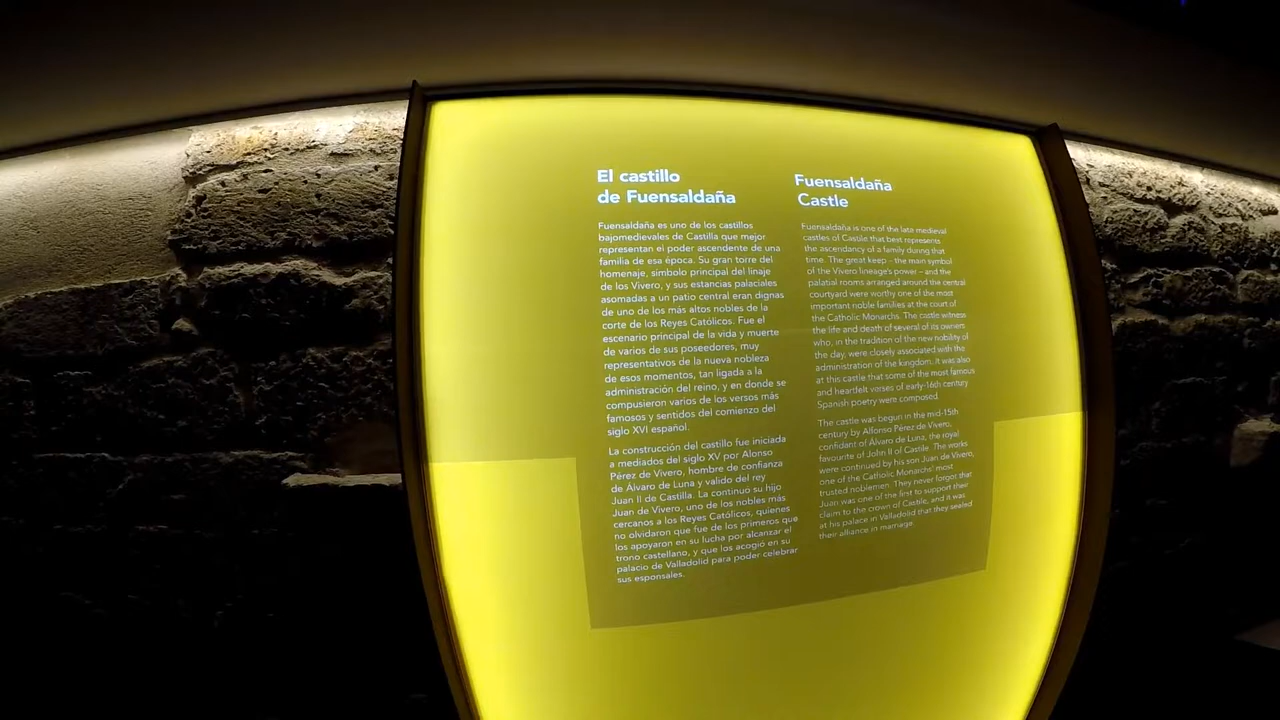 El castillo
de Fuensaldaña
Fuensaldaña es uno de los castillos
bajomedievales de Castilla que mejor
representan el poder ascendente de una
familia de esa época. Su gran torre del
homenaje, símbolo principal del linaje
de los Vivero, y sus estancias palaciales
asomadas a un patio central eran dignas
de uno de los más altos nobles de la
corte de los Reyes Católicos. Fue el
escenario principal de la vida y muerte
de varios de sus poseedores, muy
representativos de la nueva nobleza
de esos momentos, tan ligada a la
administración del reino, y en donde se
compusieron varios de los versos más
famosos y sentidos del comienzo del
siglo XVI español.
La construcción del castillo fue iniciada
a mediados del siglo XV por Alonso
Pérez de Vivero, hombre de confianza
de Álvaro de Luna y valido del rey
Juan II de Castilla. La continuó su hijo
Juan de Vivero, uno de los nobles más
cercanos a los Reyes Católicos, quienes
no olvidaron que fue de los primeros que
los apoyaron en su lucha por alcanzar el
trono castellano, y que los acogió en su
palacio de Valladolid para poder celebrar
sus esponsales.
Fuensaldaña
Castle
Fuensaldaña is one of the late medieval
castles of Castile that best represents
the ascendancy of a family during that
time. The great keep – the main symbol
of the Vivero lineage's power – and the
palatial rooms arranged around the central
courtyard were worthy one of the most
important noble families at the court of
the Catholic Monarchs. The castle witness
the life and death of several of its owners
who, in the tradition of the new nobility of
the day, were closely associated with the
administration of the kingdom. It was also
at this castle that some of the most famous
and heartfelt verses of early-16th century
Spanish poetry were composed.
The castle was begun in the mid-15th
century by Alfonso Pérez de Vivero,
confidant of Álvaro de Luna, the royal
favourite of John II of Castile. The works
were continued by his son Juan de Vivero,
one of the Catholic Monarchs' most
trusted noblemen. They never forgot that
Juan was one of the first to support their
claim to the crown of Castile, and it was
at his palace in Valladolid that they sealed
their alliance in marriage.